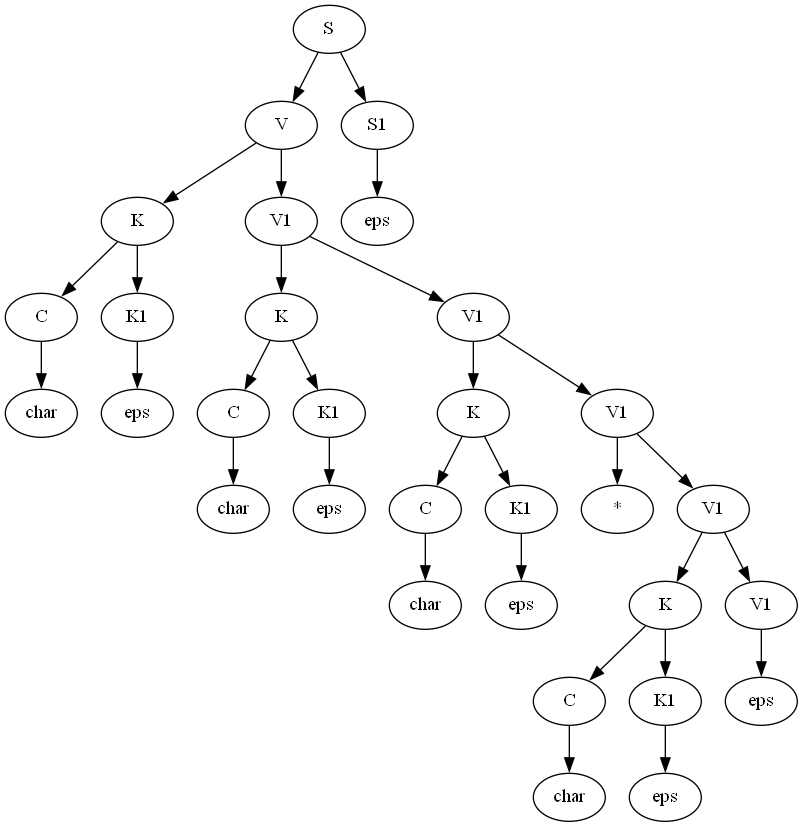 S
V S1
K V1 eps
C K1 K V1
char eps C K1 K V1
char eps C K1 * V1
char eps K V1
C K1 eps
char eps